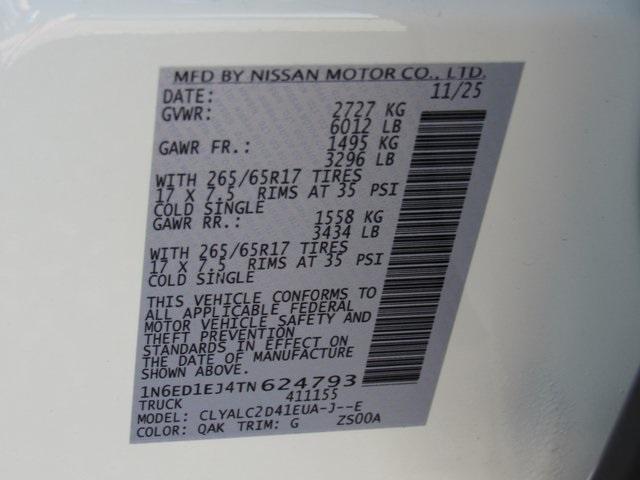 MFD BY NISSAN MOTOR CO., LTD.
DATE: 11/25
GVWR: 2727 KG
6012 LB
GAWR FR.: 1495 KG
3296 LB
WITH 265/65R17 TIRES
17 X 7.5 RIMS AT 35 PSI
COLD SINGLE
GAWR RR.: 1558 KG
3434 LB
WITH 265/65R17 TIRES
17 X 7.5 RIMS AT 35 PSI
COLD SINGLE
THIS VEHICLE CONFORMS TO
ALL APPLICABLE FEDERAL
MOTOR VEHICLE SAFETY AND
THEFT PREVENTION
STANDARDS IN EFFECT ON
THE DATE OF MANUFACTURE
SHOWN ABOVE.
1N6ED1EJ4TN624793
TRUCK 411155
MODEL: CLYALC2D41EUA-J--E
COLOR: QAK TRIM: G ZS00A